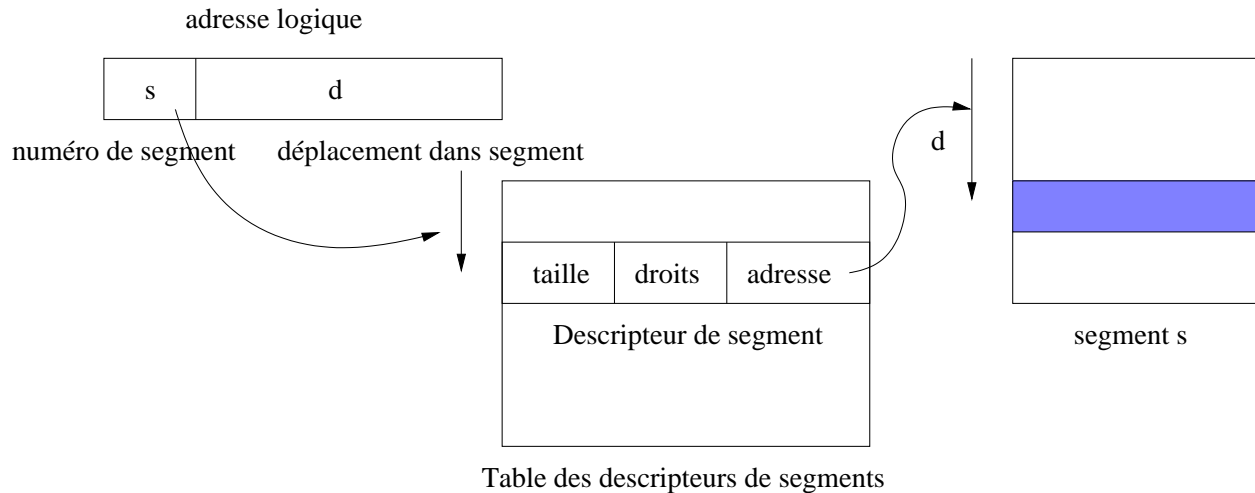 adresse logique
s
d
numéro de segment
déplacement dans segment
taille
droits
adresse
Descripteur de segment
Table des descripteurs de segments
d
segment s